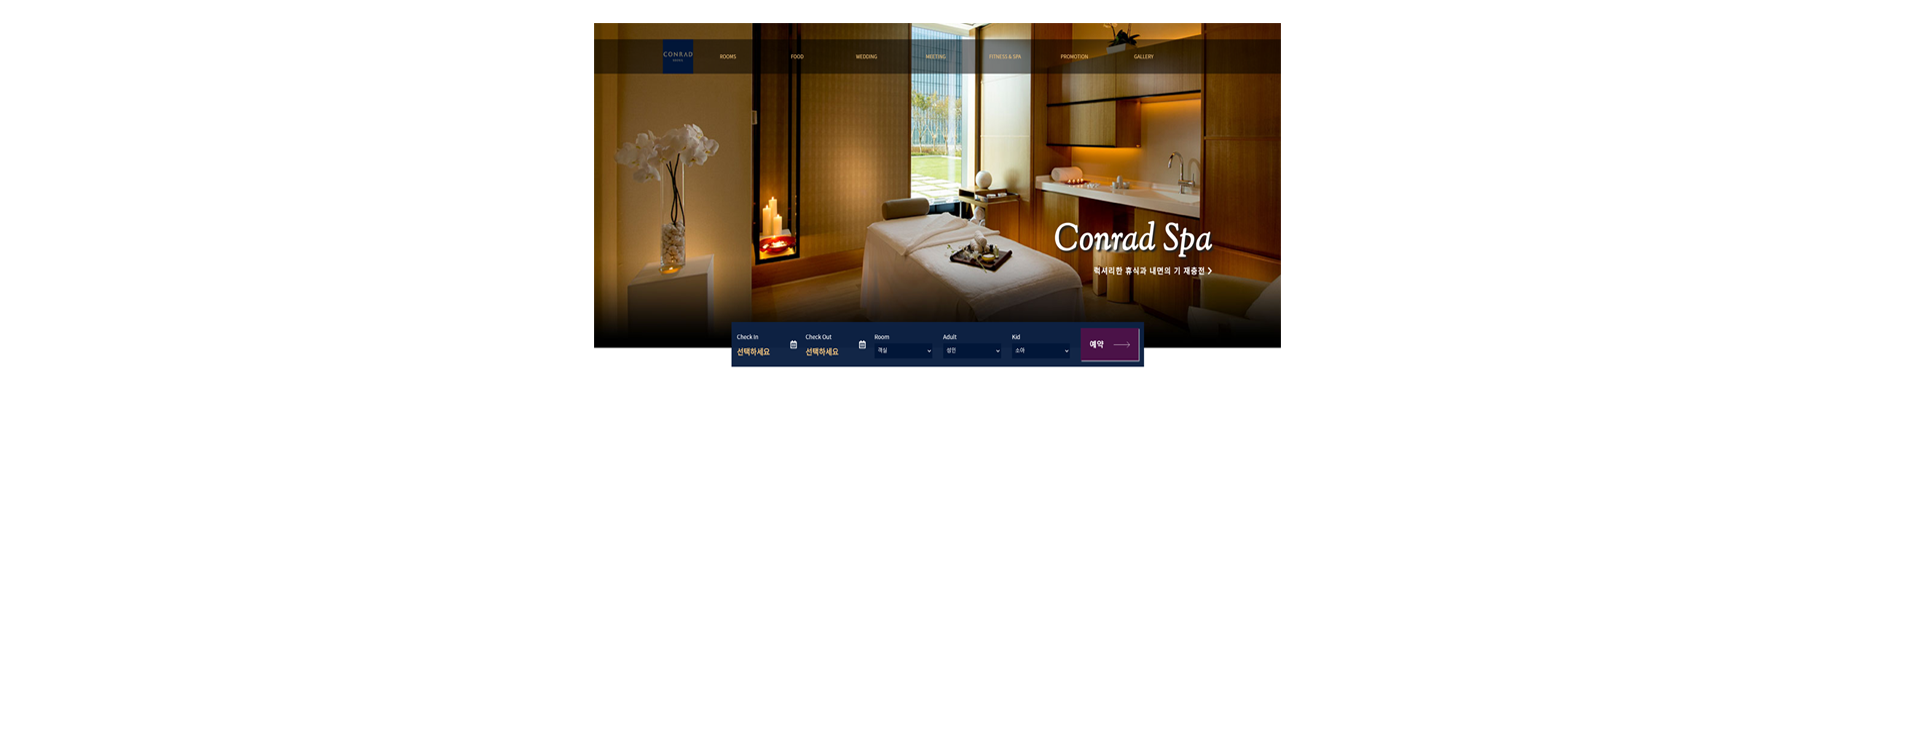 CONRAD
ROOMS
FOOD
WEDDING
MEETING
FITNESS & SPA
PROMOTION
GALLERY
Conrad Spa
럭셔리한 휴식과 내면의 기 재충전
Check In
선택하세요
Check Out
선택하세요
Room
객실
Adult
성인
Kid
소아
예약